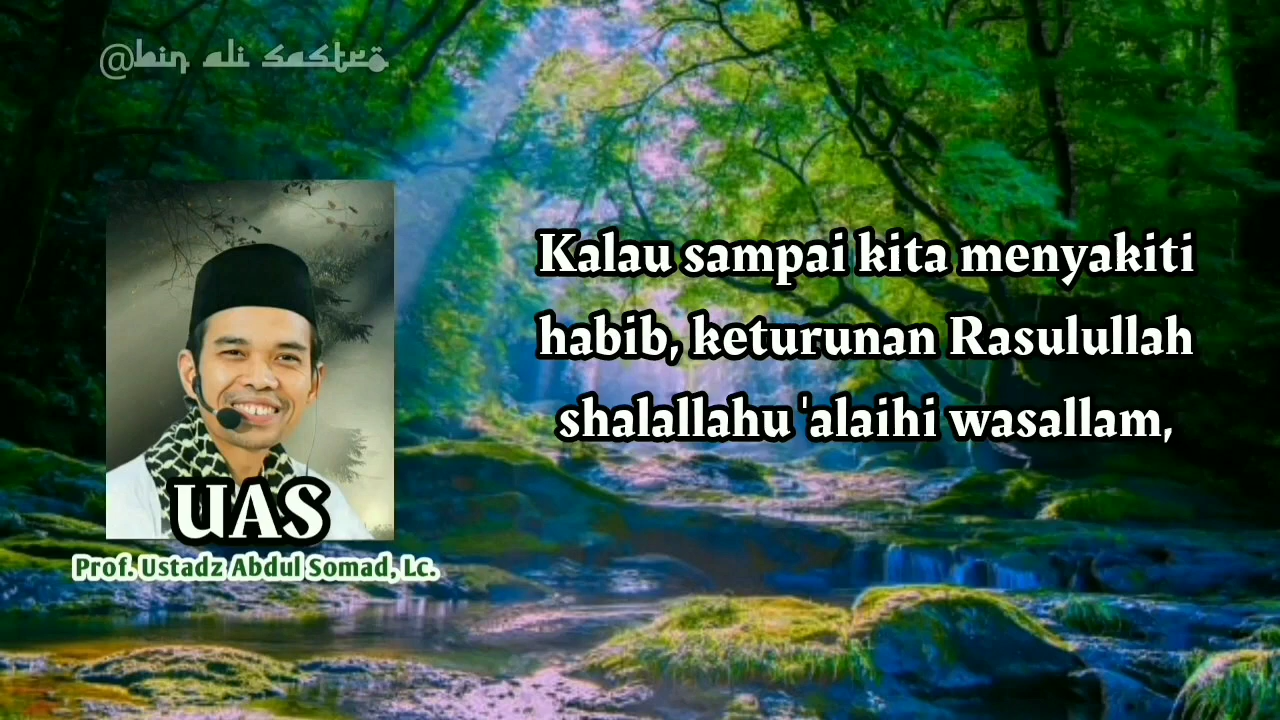 @bin ali sastro
Kalau sampai kita menyakiti
habib, keturunan Rasulullah
shalallahu 'alaihi wasallam,
UAS
Prof. Ustadz Abdul Somad, Lc.